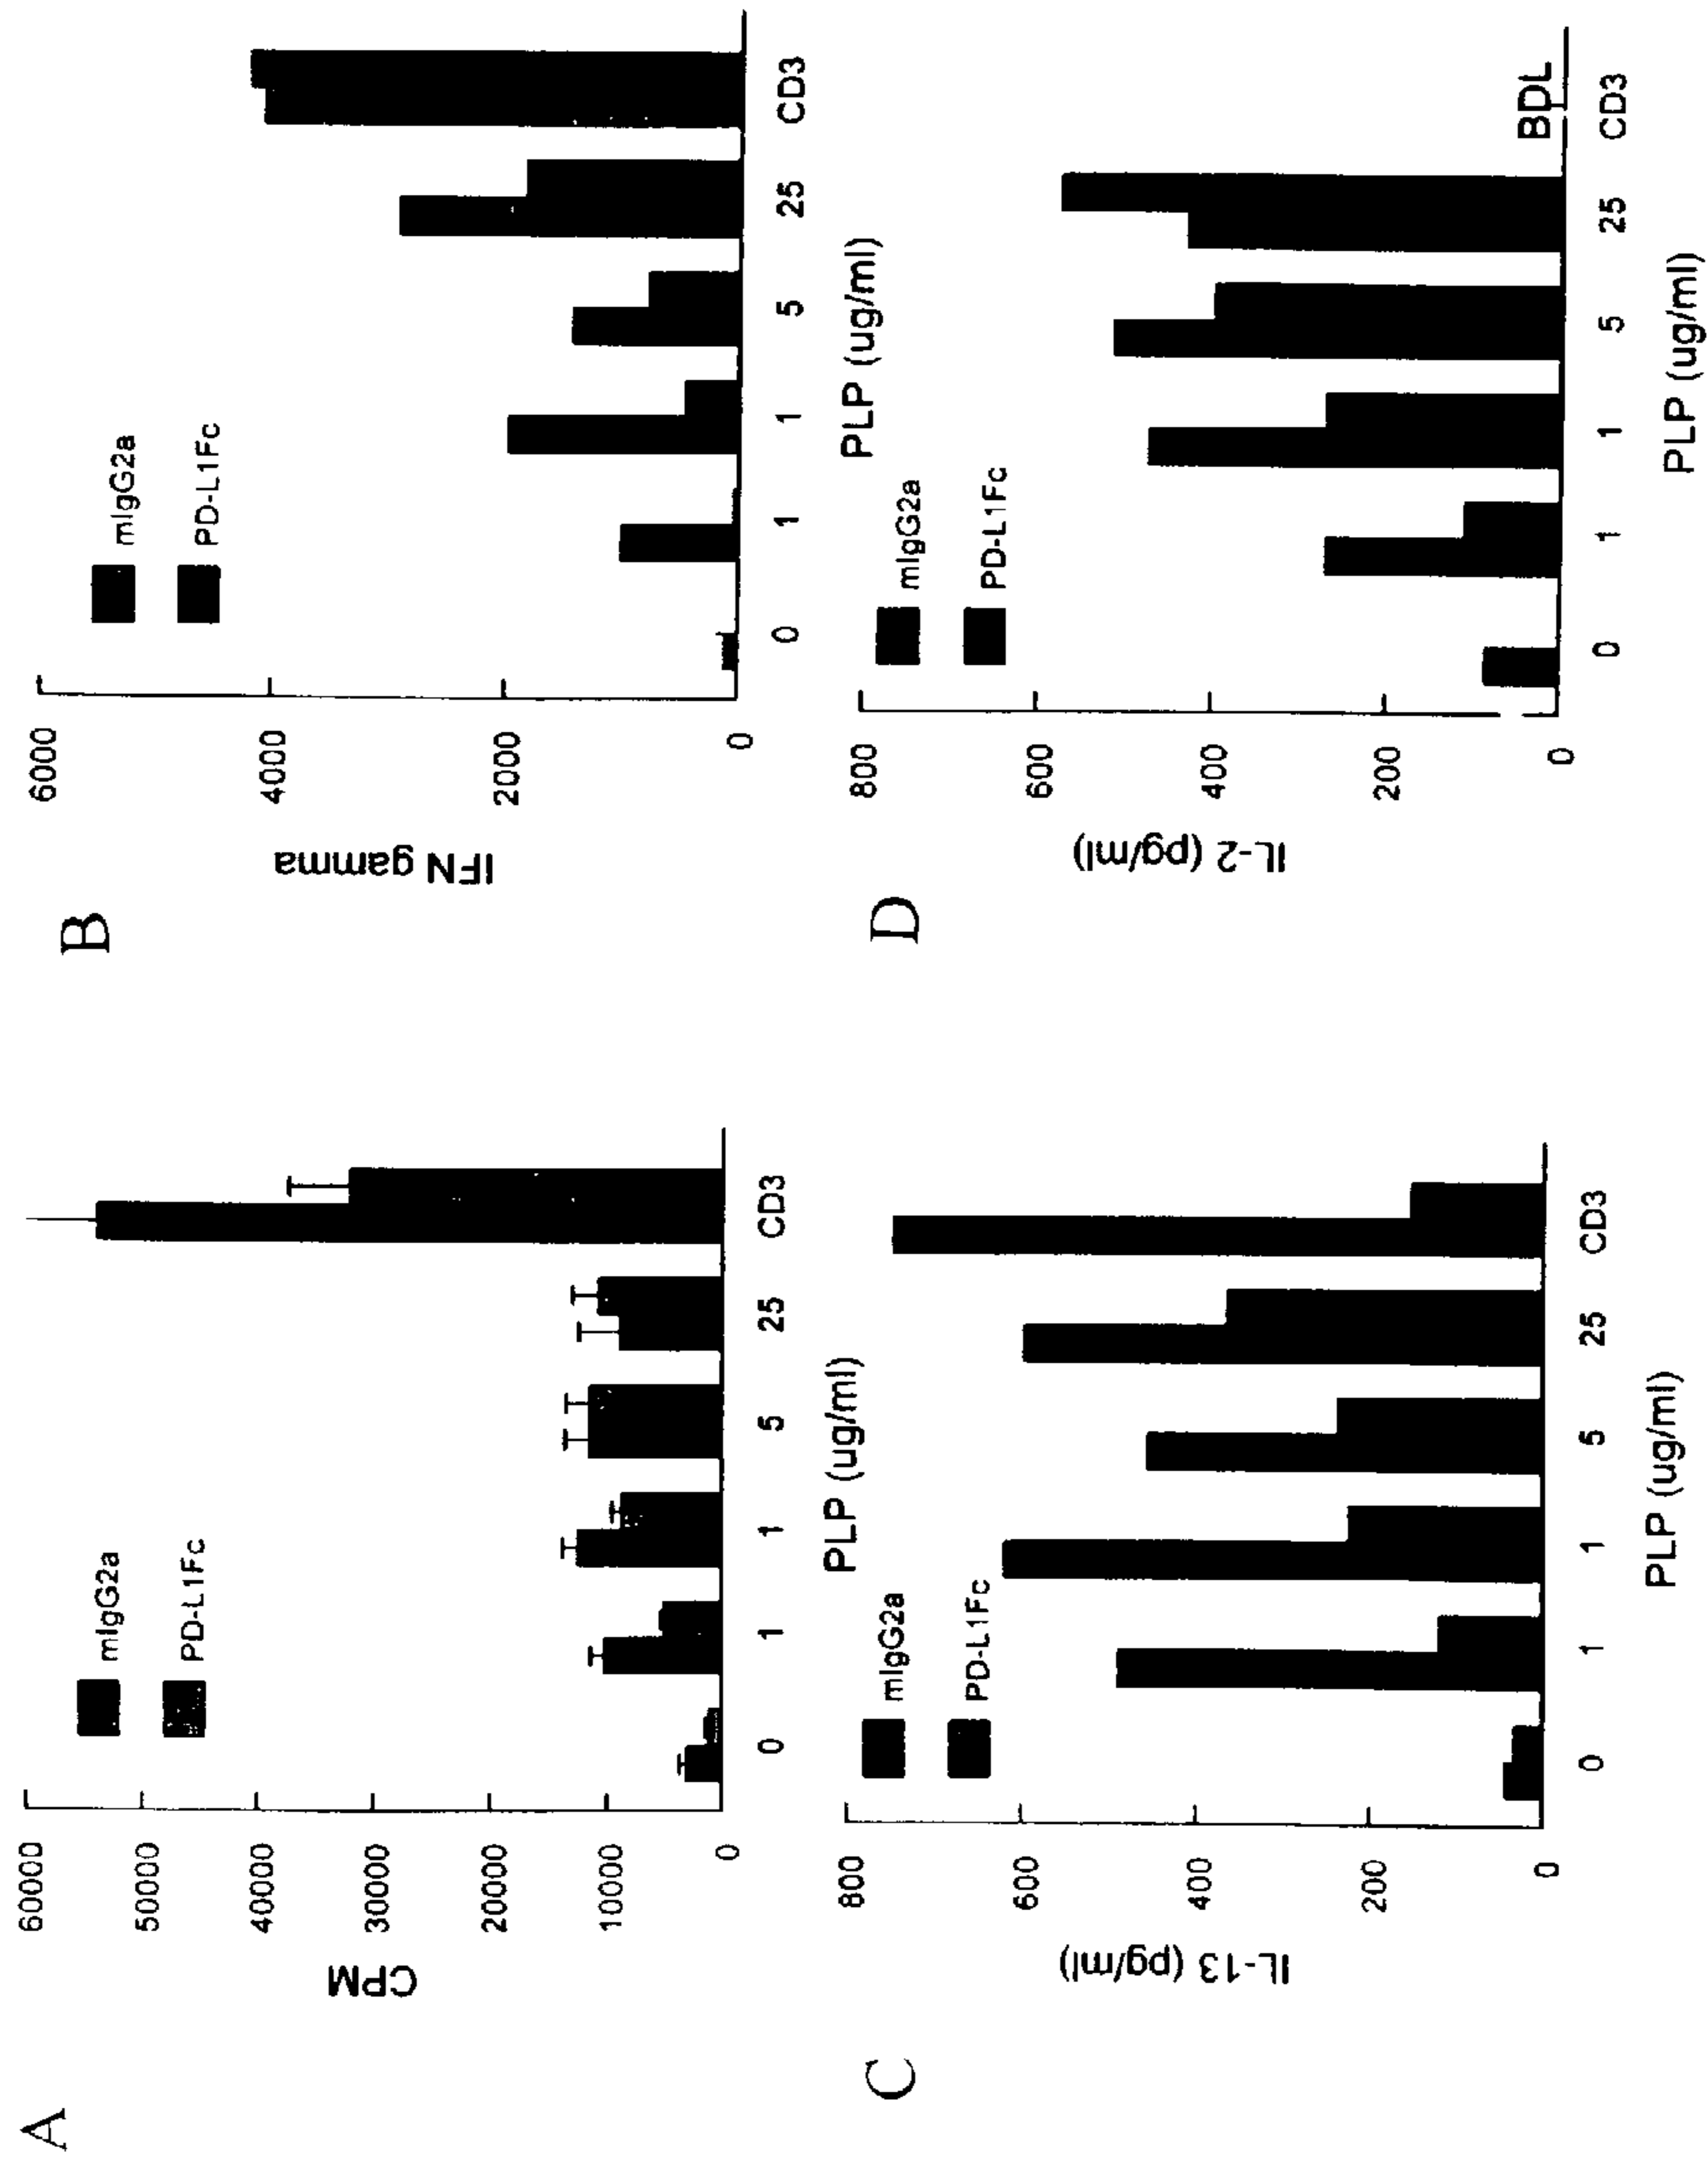 A
60000
50000
40000
30000
20000
10000
0
CPM
mIgG2a
PD-L1Fc
0 1 1 5 25 CD3
PLP (ug/ml)
B
6000
4000
2000
0
IFN gamma
mIgG2a
PD-L1Fc
0 1 1 5 25 CD3
PLP (ug/ml)
C
800
600
400
200
0
IL-13 (pg/ml)
mIgG2a
PD-L1Fc
0 1 1 5 25 CD3
PLP (ug/ml)
D
800
600
400
200
0
IL-2 (pg/ml)
mIgG2a
PD-L1Fc
BDL
0 1 1 5 25 CD3
PLP (ug/ml)